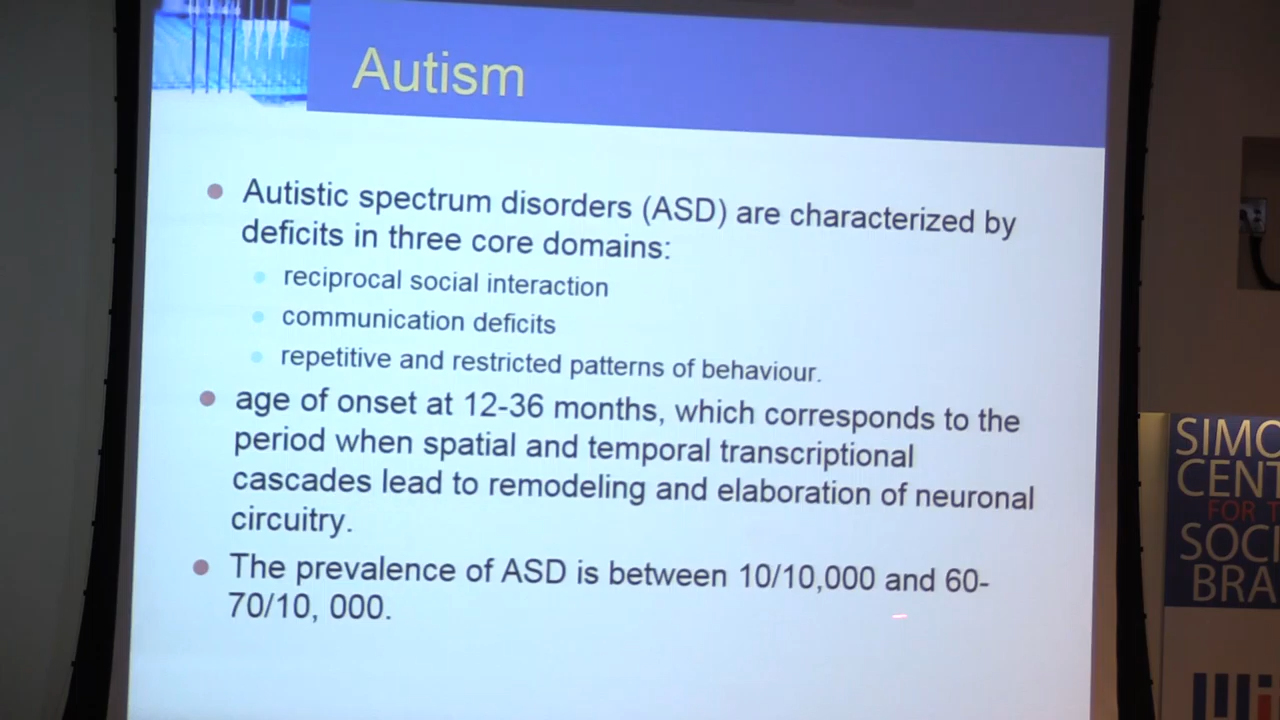 Autism
Autistic spectrum disorders (ASD) are characterized by
deficits in three core domains:
reciprocal social interaction
communication deficits
repetitive and restricted patterns of behaviour.
age of onset at 12-36 months, which corresponds to the
period when spatial and temporal transcriptional
cascades lead to remodeling and elaboration of neuronal
circuitry.
The prevalence of ASD is between 10/10,000 and 60-
70/10, 000.
SIMO
CENT
FOR T
SOCI
BRA